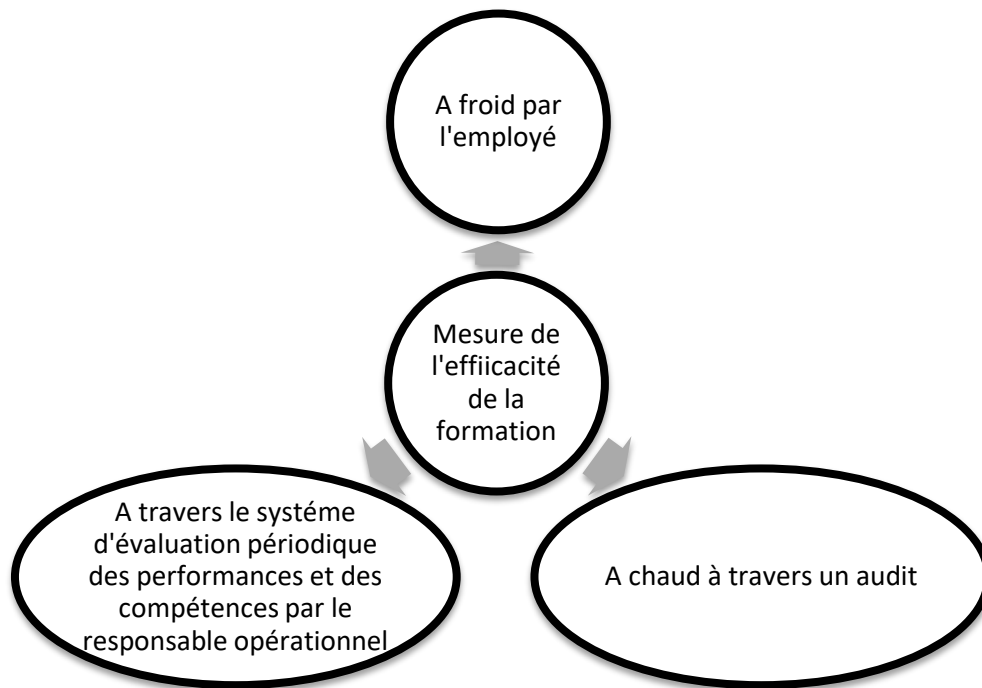 A froid par
l'employé
Mesure de
l'effiicacité
de la
formation
A travers le systéme
d'évaluation périodique
des performances et des
compétences par le
responsable opérationnel
A chaud à travers un audit